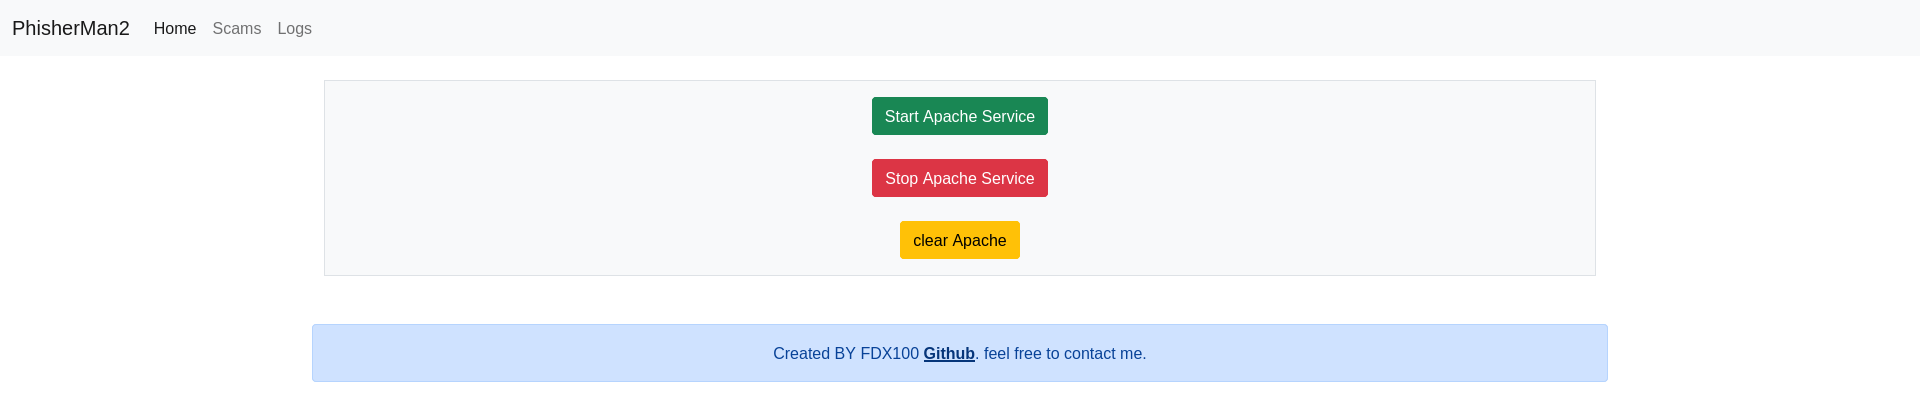 PhisherMan2 Home Scams Logs
Start Apache Service
Stop Apache Service
clear Apache
Created BY FDX100 Github. feel free to contact me.